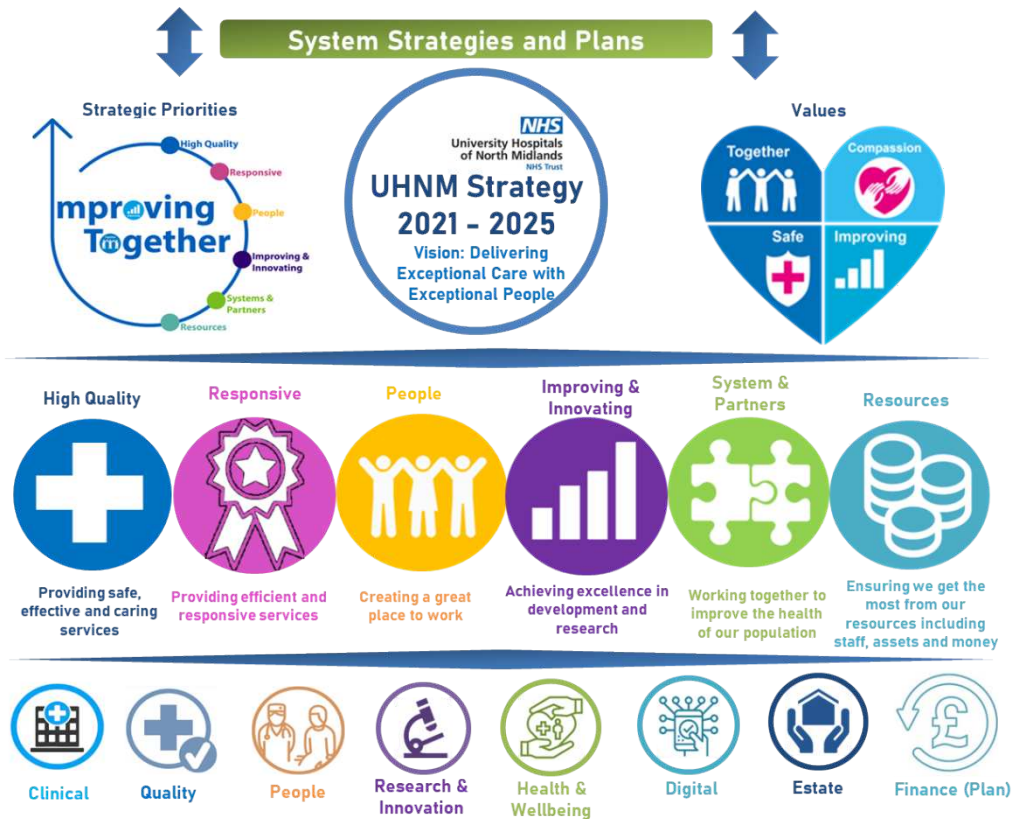 System Strategies and Plans
Strategic Priorities
High Quality
Responsive
People
Improving &
Innovating
Systems &
Partners
Resources
mproving
Together
NHS
University Hospitals
of North Midlands
NHS Trust
UHNM Strategy
2021 - 2025
Vision: Delivering
Exceptional Care with
Exceptional People
Values
Together
Compassion
Safe
Improving
High Quality
Responsive
People
Improving &
Innovating
System &
Partners
Resources
Providing safe,
effective and caring
services
Providing efficient and
responsive services
Creating a great
place to work
Achieving excellence in
development and
research
Working together to
improve the health
of our population
Ensuring we get the
most from our
resources including
staff, assets and money
Clinical
Quality
People
Research &
Innovation
Health &
Wellbeing
Digital
Estate
£
Finance (Plan)